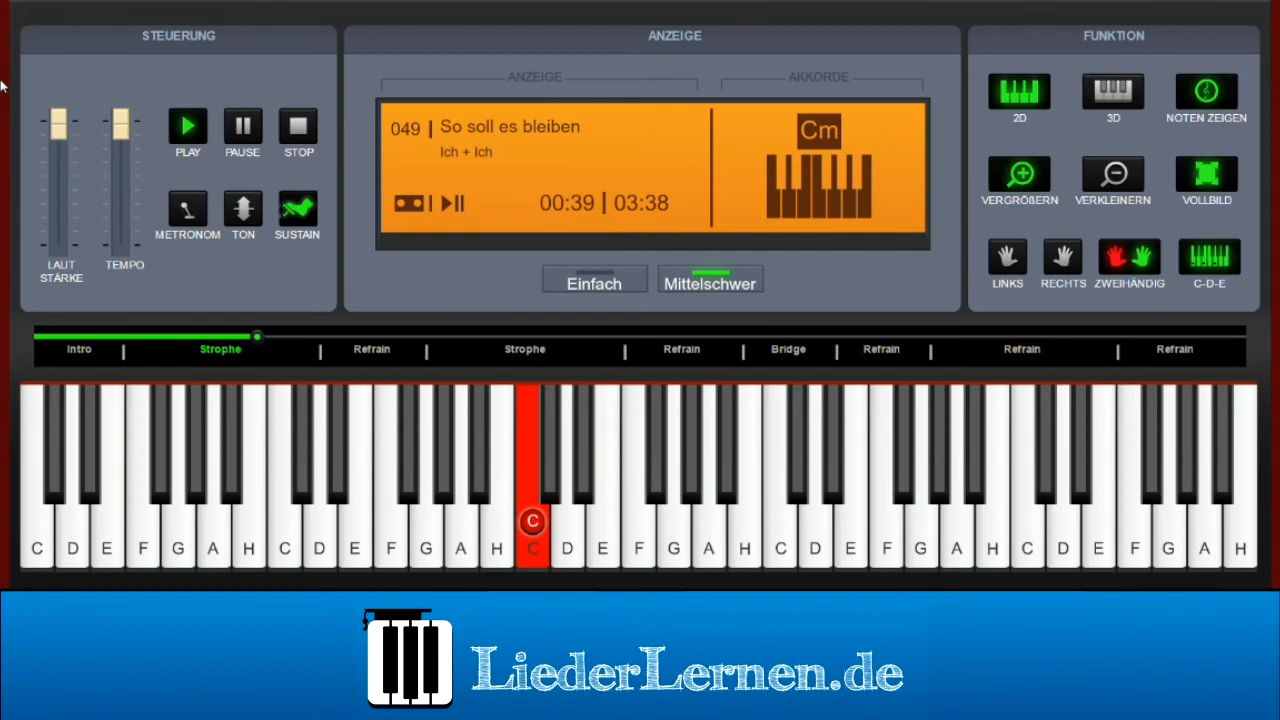 STEUERUNG
ANZEIGE
FUNKTION
ANZEIGE
AKKORDE
049 | So soll es bleiben
Ich + Ich
Cm
00:39 | 03:38
PLAY PAUSE STOP
METRONOM TON SUSTAIN
LAUT
STÄRKE
TEMPO
Einfach Mittelschwer
2D 3D NOTEN ZEIGEN
VERGRÖßERN VERKLEINERN VOLLBILD
LINKS RECHTS ZWEIHÄNDIG C-D-E
Intro | Strophe | Refrain | Strophe | Refrain | Bridge | Refrain | Refrain | Refrain
C
C D E F G A H C D E F G A H C D E F G A H C D E F G A H C D E F G A H
LiederLernen.de